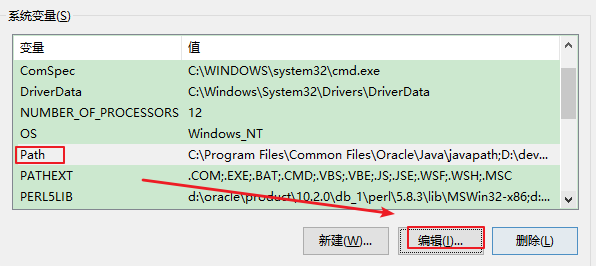 系统变量(S)
变量 值
ComSpec C:\WINDOWS\system32\cmd.exe
DriverData C:\Windows\System32\Drivers\DriverData
NUMBER_OF_PROCESSORS 12
OS Windows_NT
Path C:\Program Files\Common Files\Oracle\Java\javapath;D:\dev...
PATHEXT .COM;.EXE;.BAT;.CMD;.VBS;.VBE;.JS;.JSE;.WSF;.WSH;.MSC
PERL5LIB d:\oracle\product\10.2.0\db_1\perl\5.8.3\lib\MSWin32-x86;d:...
新建(W)... 编辑(I)... 删除(L)